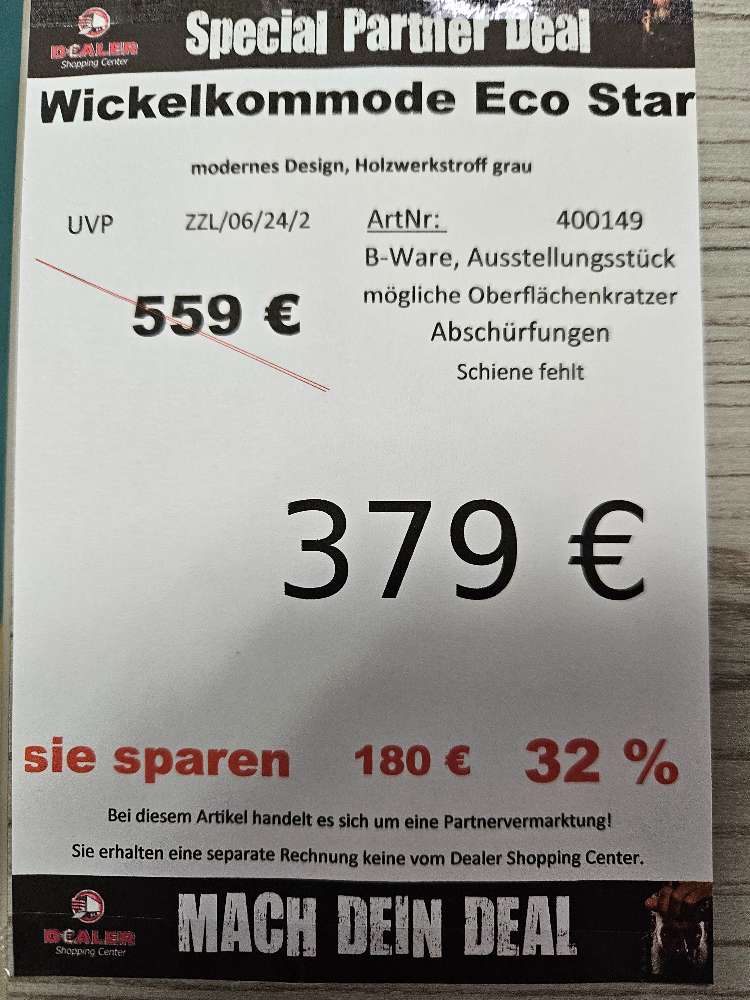 DEALER
Shopping Center
Special Partner Deal
Wickelkommode Eco Star
modernes Design, Holzwerkstroff grau
UVP ZZL/06/24/2 ArtNr: 400149
B-Ware, Ausstellungsstück
559 € mögliche Oberflächenkratzer
Abschürfungen
Schiene fehlt
379 €
sie sparen 180 € 32 %
Bei diesem Artikel handelt es sich um eine Partnervermarktung!
Sie erhalten eine separate Rechnung keine vom Dealer Shopping Center.
DEALER
Shopping Center
MACH DEIN DEAL